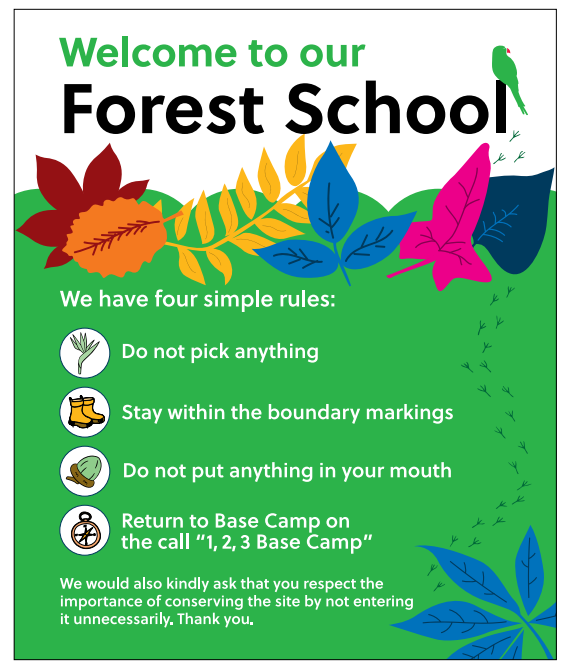 Welcome to our
Forest School
We have four simple rules:
Do not pick anything
Stay within the boundary markings
Do not put anything in your mouth
Return to Base Camp on
the call “1, 2, 3 Base Camp”
We would also kindly ask that you respect the
importance of conserving the site by not entering
it unnecessarily. Thank you.